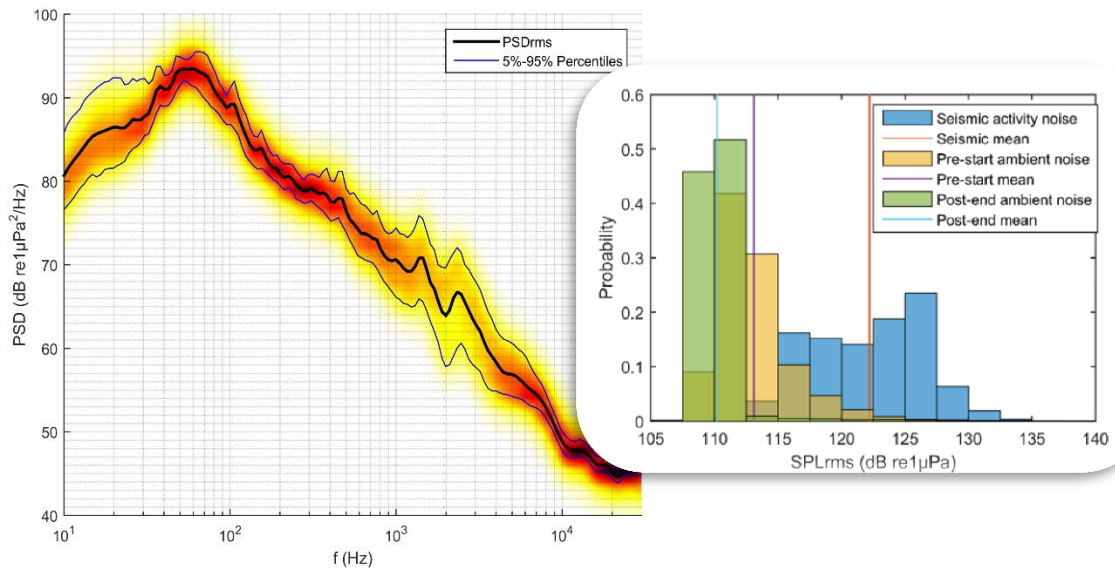 100
90
80
70
60
50
40
PSD (dB re1µPa²/Hz)
10¹
10²
10³
10⁴
f (Hz)
PSDrms
5%-95% Percentiles
0.6
0.5
0.4
0.3
0.2
0.1
0
Probability
105
110
115
120
125
130
135
140
SPLrms (dB re1µPa)
Seismic activity noise
Seismic mean
Pre-start ambient noise
Pre-start mean
Post-end ambient noise
Post-end mean